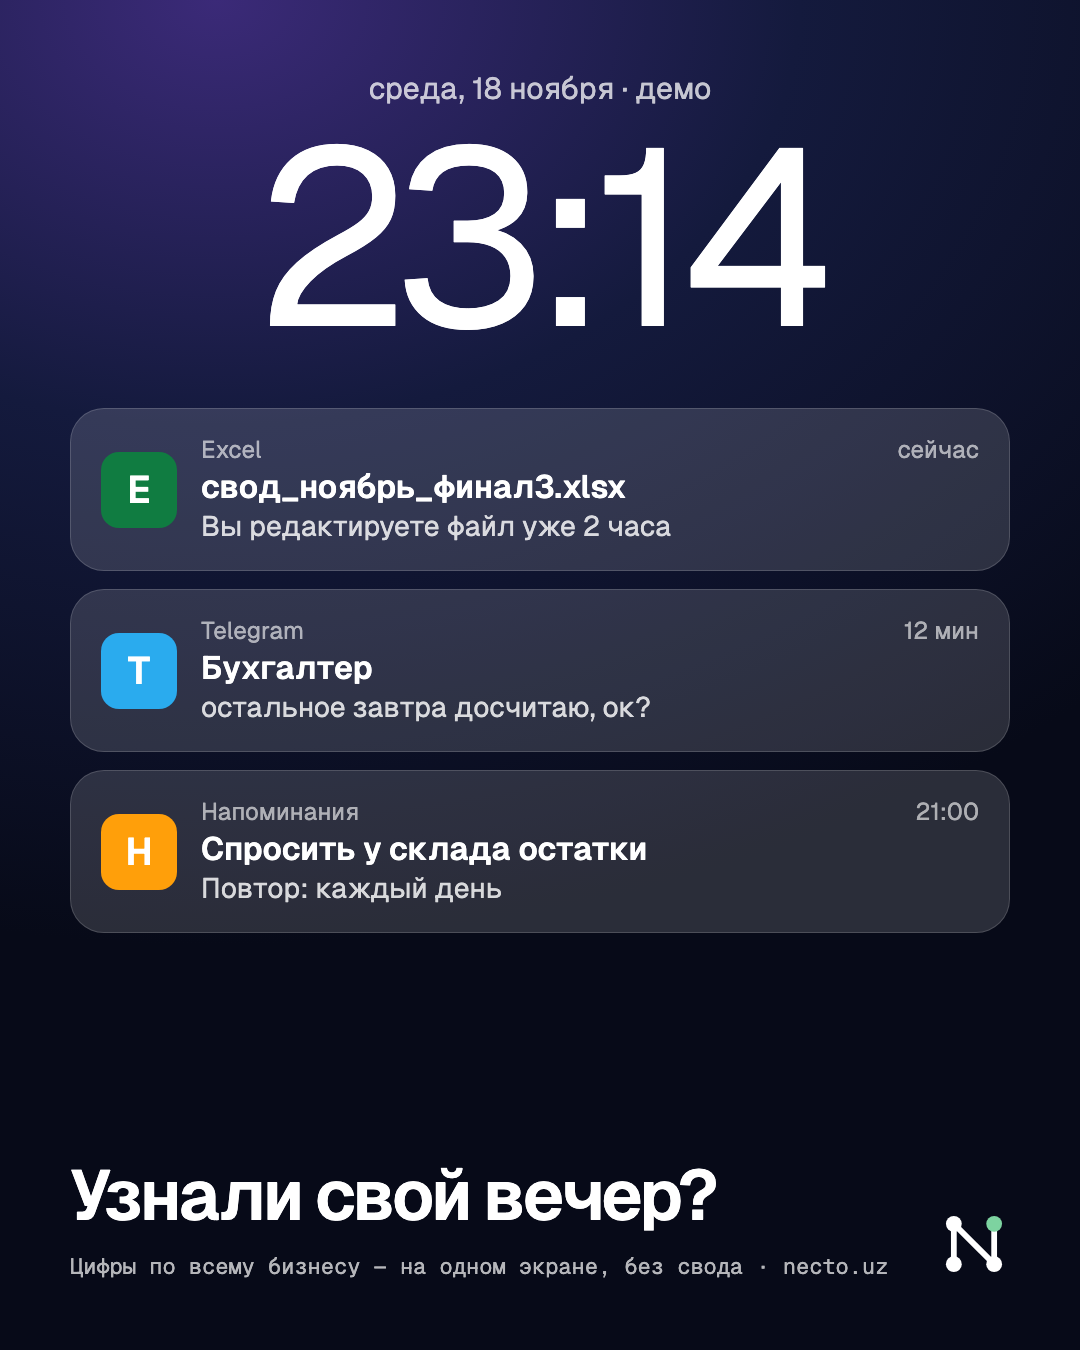 среда, 18 ноября · демо
23:14
Excel
сейчас
E
свод_ноябрь_финал3.xlsx
Вы редактируете файл уже 2 часа
Telegram
12 мин
T
Бухгалтер
остальное завтра досчитаю, ок?
Напоминания
21:00
Н
Спросить у склада остатки
Повтор: каждый день
Узнали свой вечер?
Цифры по всему бизнесу — на одном экране, без свода · necto.uz